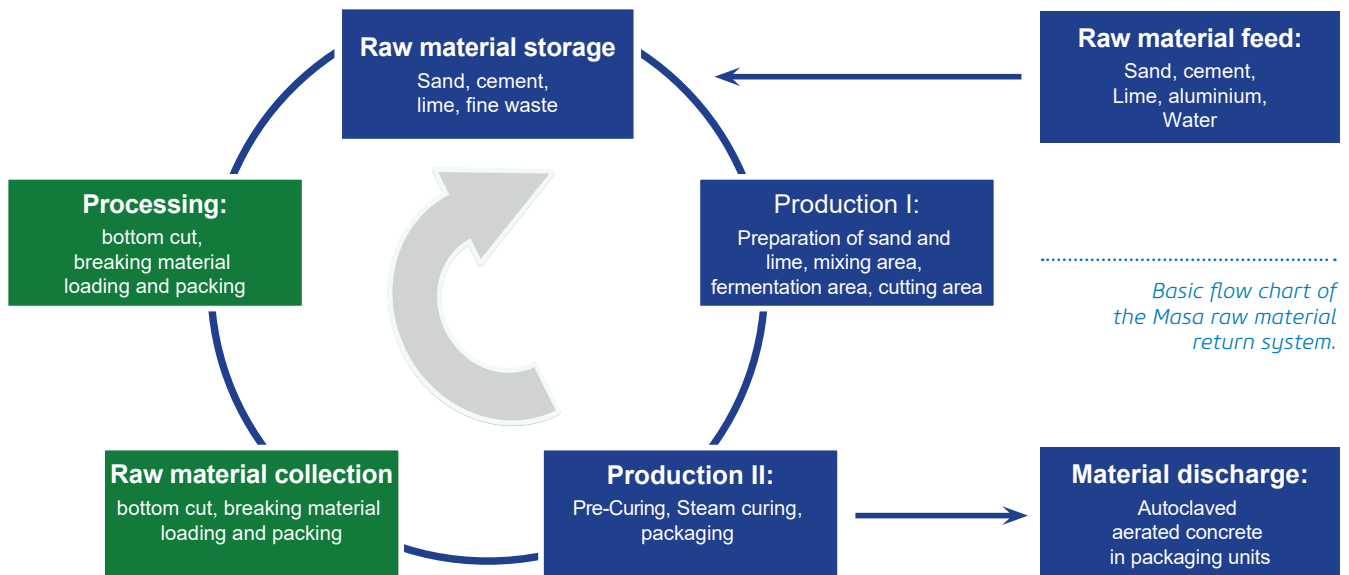 Raw material storage
Sand, cement,
lime, fine waste
Raw material feed:
Sand, cement,
Lime, aluminium,
Water
Processing:
bottom cut,
breaking material
loading and packing
Production I:
Preparation of sand and
lime, mixing area,
fermentation area, cutting area
Basic flow chart of
the Masa raw material
return system.
Raw material collection
bottom cut, breaking material
loading and packing
Production II:
Pre-Curing, Steam curing,
packaging
Material discharge:
Autoclaved
aerated concrete
in packaging units